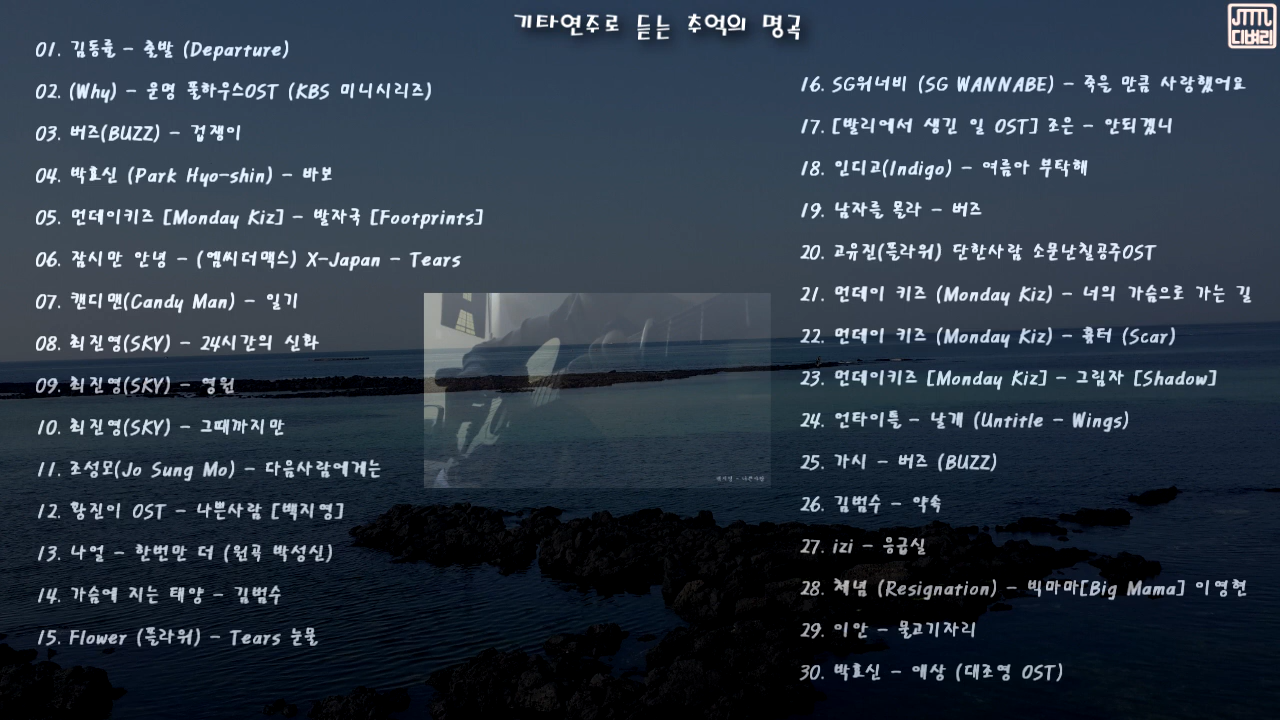 기타연주로 듣는 추억의 명곡
디벼리
01. 김동률 - 출발 (Departure)
02. (Why) - 운명 풀하우스OST (KBS 미니시리즈)
03. 버즈(BUZZ) - 겁쟁이
04. 박효신 (Park Hyo-shin) - 바보
05. 먼데이키즈 [Monday Kiz] - 발자국 [Footprints]
06. 잠시만 안녕 - (엠씨더맥스) X-Japan - Tears
07. 캔디맨(Candy Man) - 일기
08. 최진영(SKY) - 24시간의 신화
09. 최진영(SKY) - 영원
10. 최진영(SKY) - 그때까지만
11. 조성모(Jo Sung Mo) - 다음사람에게는
12. 황진이 OST - 나쁜사람 [백지영]
13. 나얼 - 한번만 더 (원곡 박성신)
14. 가슴에 지는 태양 - 김범수
15. Flower (플라워) - Tears 눈물
16. SG워너비 (SG WANNABE) - 죽을 만큼 사랑했어요
17. [발리에서 생긴 일 OST] 조은 - 안되겠니
18. 인디고(Indigo) - 여름아 부탁해
19. 남자를 몰라 - 버즈
20. 고유진(플라워) 단한사람 소문난칠공주OST
21. 먼데이 키즈 (Monday Kiz) - 너의 가슴으로 가는 길
22. 먼데이 키즈 (Monday Kiz) - 흉터 (Scar)
23. 먼데이키즈 [Monday Kiz] - 그림자 [Shadow]
24. 언타이틀 - 날개 (Untitle - Wings)
25. 가시 - 버즈 (BUZZ)
26. 김범수 - 약속
27. izi - 응급실
28. 체념 (Resignation) - 빅마마[Big Mama] 이영현
29. 이안 - 물고기자리
30. 박효신 - 애상 (대조영 OST)
백지영 - 나쁜사람